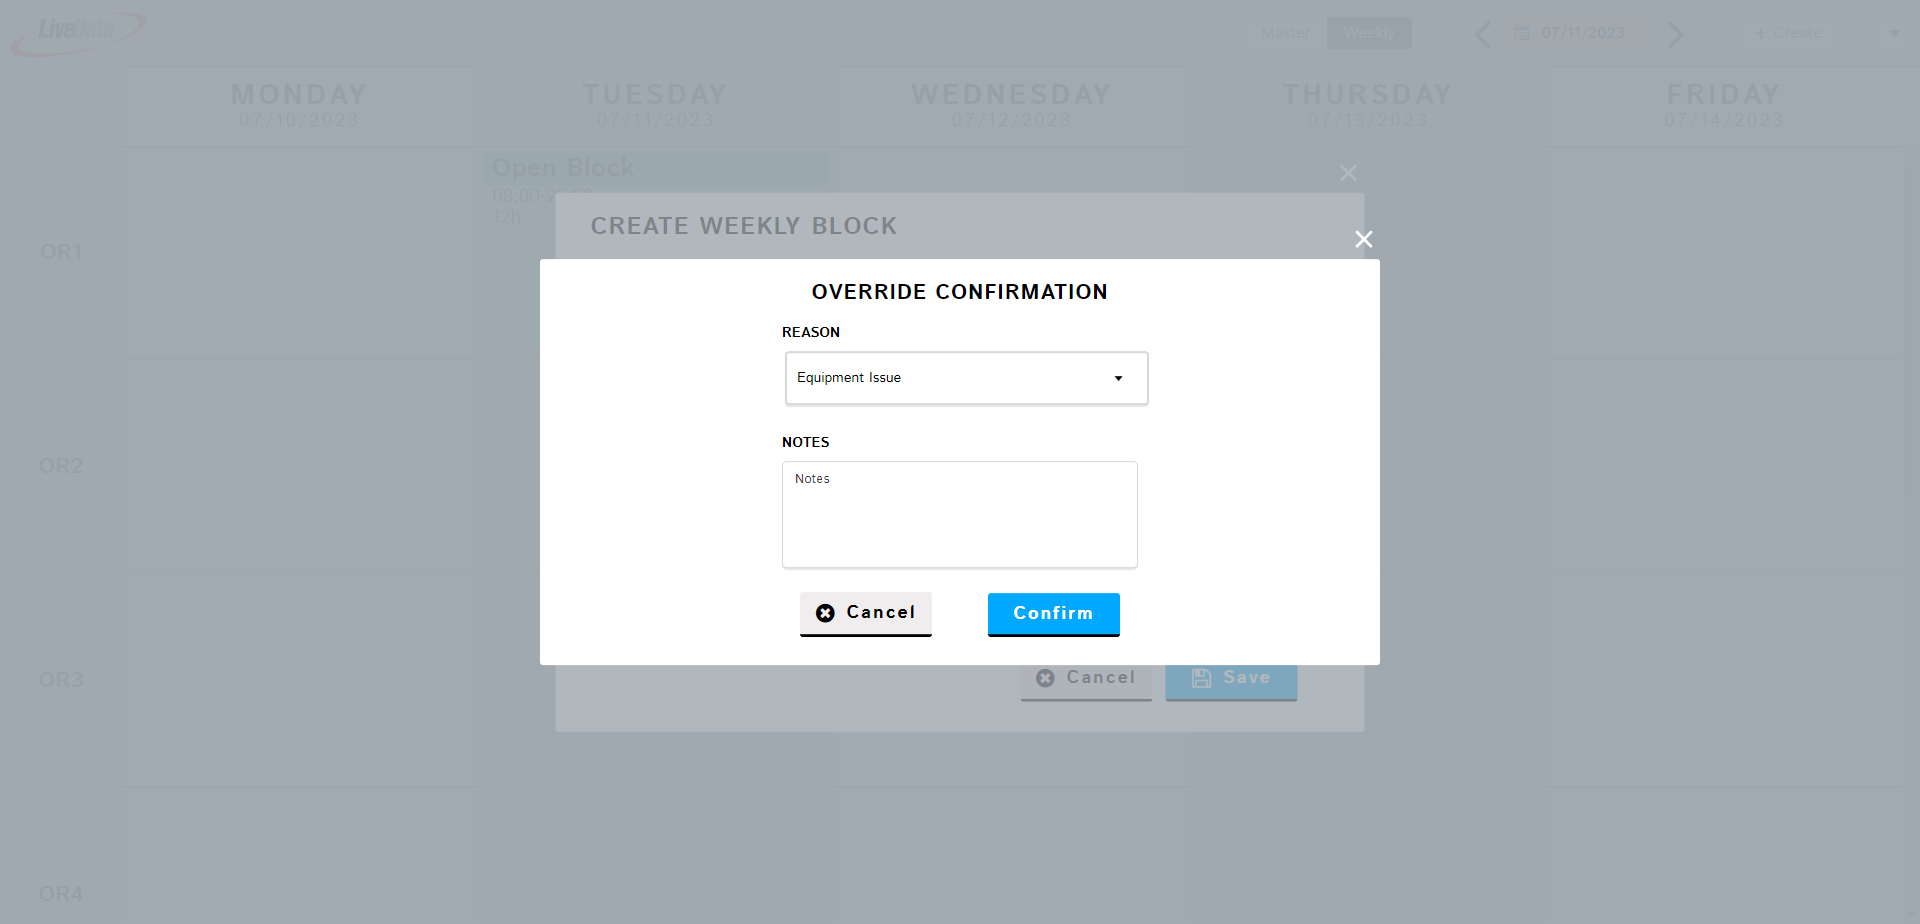 LiveData
Master Weekly 07/11/2023 + Create
MONDAY TUESDAY WEDNESDAY THURSDAY FRIDAY
07/10/2023 07/11/2023 07/12/2023 07/13/2023 07/14/2023
Open Block
08:00-2
12h
CREATE WEEKLY BLOCK
OR1
OVERRIDE CONFIRMATION
REASON
Equipment Issue
NOTES
OR2
Notes
Cancel Confirm
OR3
Cancel Save
OR4